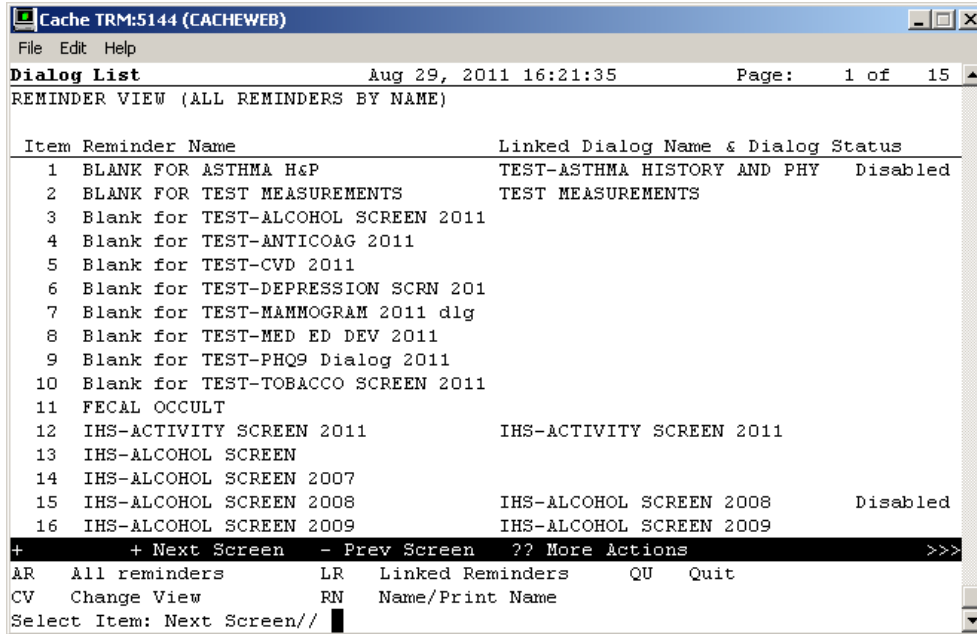 Cache TRM:5144 (CACHEWEB)
File Edit Help
Dialog List Aug 29, 2011 16:21:35 Page: 1 of 15
REMINDER VIEW (ALL REMINDERS BY NAME)
Item Reminder Name Linked Dialog Name & Dialog Status
1 BLANK FOR ASTHMA H&P TEST-ASTHMA HISTORY AND PHY Disabled
2 BLANK FOR TEST MEASUREMENTS TEST MEASUREMENTS
3 Blank for TEST-ALCOHOL SCREEN 2011
4 Blank for TEST-ANTICOAG 2011
5 Blank for TEST-CVD 2011
6 Blank for TEST-DEPRESSION SCRN 201
7 Blank for TEST-MAMMOGRAM 2011 dlg
8 Blank for TEST-MED ED DEV 2011
9 Blank for TEST-PHQ9 Dialog 2011
10 Blank for TEST-TOBACCO SCREEN 2011
11 FECAL OCCULT
12 IHS-ACTIVITY SCREEN 2011 IHS-ACTIVITY SCREEN 2011
13 IHS-ALCOHOL SCREEN
14 IHS-ALCOHOL SCREEN 2007
15 IHS-ALCOHOL SCREEN 2008 IHS-ALCOHOL SCREEN 2008 Disabled
16 IHS-ALCOHOL SCREEN 2009 IHS-ALCOHOL SCREEN 2009
+ + Next Screen - Prev Screen ?? More Actions >>>
AR All reminders LR Linked Reminders QU Quit
CV Change View RN Name/Print Name
Select Item: Next Screen//